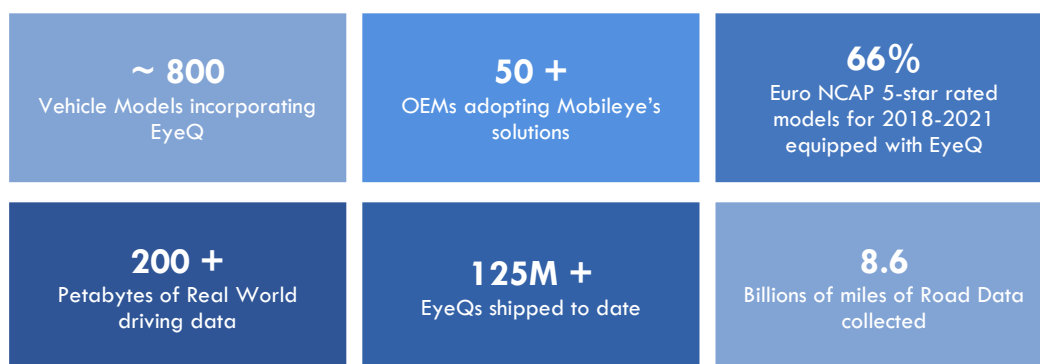 ~ 800
Vehicle Models incorporating
EyeQ
50 +
OEMs adopting Mobileye's
solutions
66%
Euro NCAP 5-star rated
models for 2018-2021
equipped with EyeQ
200 +
Petabytes of Real World
driving data
125M +
EyeQs shipped to date
8.6
Billions of miles of Road Data
collected